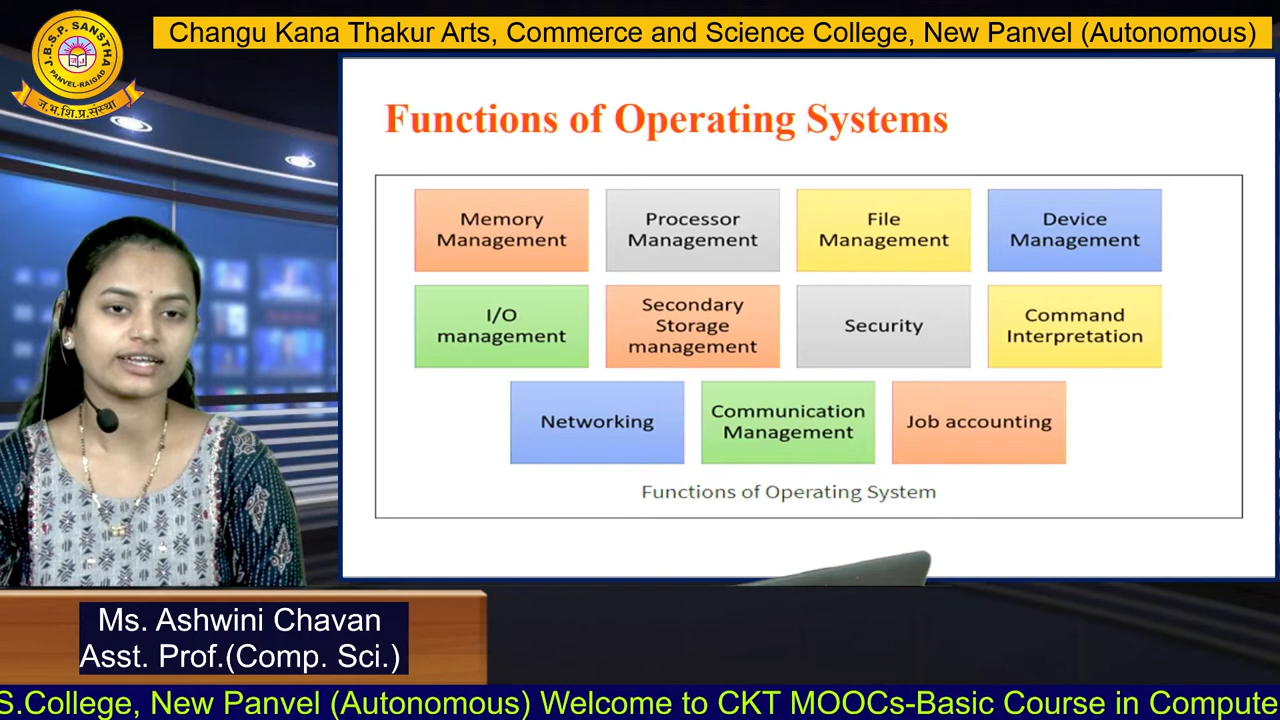 Changu Kana Thakur Arts, Commerce and Science College, New Panvel (Autonomous)
J.B.S.P. SANSTHA
PANVEL-RAIGAD
ज.भ.शि.प्र.संस्था
Functions of Operating Systems
Memory
Management
Processor
Management
File
Management
Device
Management
I/O
management
Secondary
Storage
management
Security
Command
Interpretation
Networking
Communication
Management
Job accounting
Functions of Operating System
Ms. Ashwini Chavan
Asst. Prof.(Comp. Sci.)
S.College, New Panvel (Autonomous) Welcome to CKT MOOCs-Basic Course in Compute